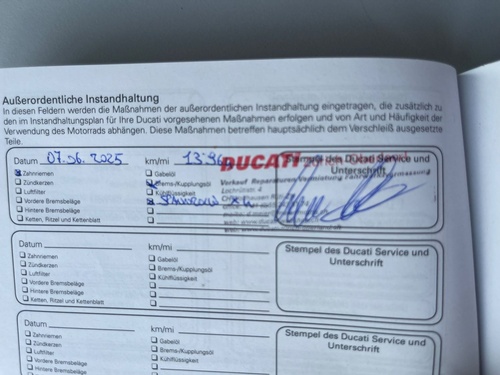 Außerordentliche Instandhaltung
In diesen Feldern werden die Maßnahmen der außerordentlichen Instandhaltung eingetragen, die zusätzlich zu
den im Instandhaltungsplan für Ihre Ducati vorgesehenen Maßnahmen erfolgen und von Art und Häufigkeit der
Verwendung des Motorrads abhängen. Diese Maßnahmen betreffen hauptsächlich dem Verschleiß ausgesetzte
Teile.
Datum 07.06.2025 km/mi
DUCATI
Stempel des Ducati Service und
Unterschrift
Zahnriemen
Zündkerzen
Luftfilter
Vordere Bremsbeläge
Hintere Bremsbeläge
Ketten, Ritzel und Kettenblatt
Gabelöl
Brems-/Kupplungsöl
Kühlflüssigkeit
Verkauf Reparaturen Vermietung Fahrwerksvermessung
Datum km/mi
Stempel des Ducati Service und
Unterschrift
Zahnriemen
Zündkerzen
Luftfilter
Vordere Bremsbeläge
Hintere Bremsbeläge
Ketten, Ritzel und Kettenblatt
Gabelöl
Brems-/Kupplungsöl
Kühlflüssigkeit
Datum km/mi
Stempel des Ducati Service und
Unterschrift
Zahnriemen
Zündkerzen
Luftfilter
Vordere Bremsbeläge
Hintere Bremsbeläge
Gabelöl
Brems-/Kupplungsöl
Kühlflüssigkeit